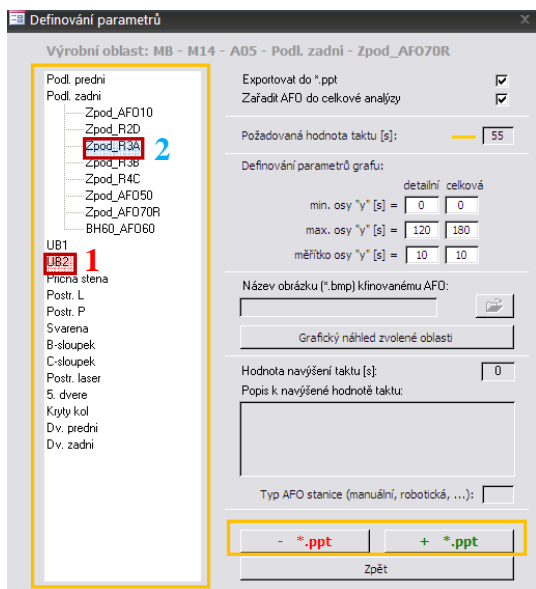 Definování parametrů
x
Výrobní oblast: MB - M14 - A05 - Podl. zadni - Zpod_AFO70R
Podl. predni
Podl. zadni
Zpod_AFO10
Zpod_R2D
Zpod_R3A
2
Zpod_R3B
Zpod_R4C
Zpod_AFO50
Zpod_AFO70R
BH60_AFO60
UB1
UB2
1
Pricna stena
Postr. L
Postr. P
Svarena
B-sloupek
C-sloupek
Postr. laser
5. dvere
Kryty kol
Dv. predni
Dv. zadni
Exportovat do *.ppt
Zařadit AFO do celkové analýzy
Požadovaná hodnota taktu [s]: 55
Definování parametrů grafu:
detailní celková
min. osy "y" [s] = 0 0
max. osy "y" [s] = 120 180
měřítko osy "y" [s] = 10 10
Název obrázku (*.bmp) křinovanému AFO:
Grafický náhled zvolené oblasti
Hodnota navýšení taktu [s]: 0
Popis k navýšené hodnotě taktu:
Typ AFO stanice (manuální, robotická, ...):
- *.ppt
+ *.ppt
Zpět